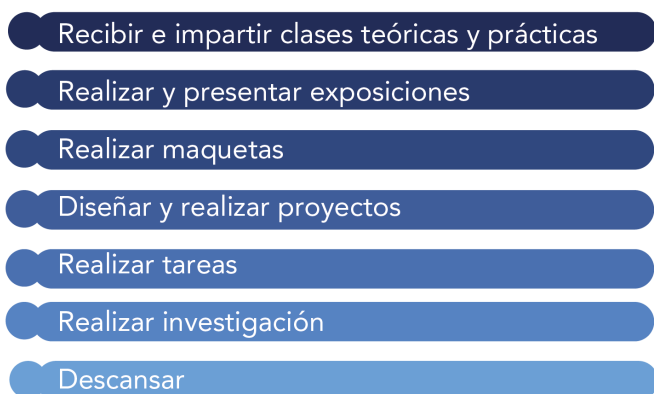 Recibir e impartir clases teóricas y prácticas
Realizar y presentar exposiciones
Realizar maquetas
Diseñar y realizar proyectos
Realizar tareas
Realizar investigación
Descansar